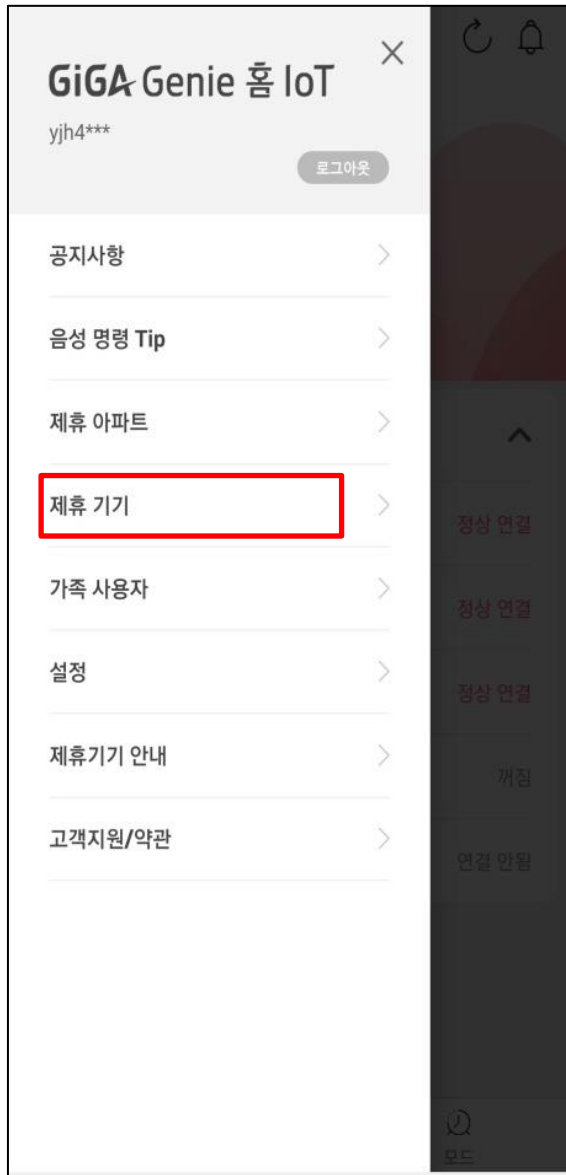 GiGA Genie 홈 IoT
yjh4***
로그아웃
공지사항
음성 명령 Tip
제휴 아파트
제휴 기기
정상 연결
가족 사용자
정상 연결
설정
정상 연결
제휴기기 안내
꺼짐
고객지원/약관
연결 안됨
모드